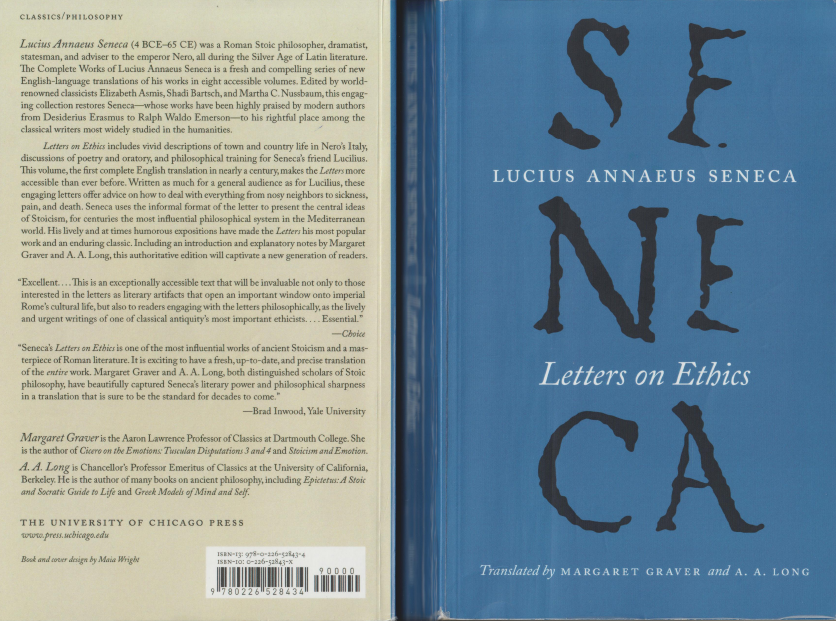 CLASSICS/PHILOSOPHY
Lucius Annaeus Seneca (4 BCE–65 CE) was a Roman Stoic philosopher, dramatist,
statesman, and adviser to the emperor Nero, all during the Silver Age of Latin literature.
The Complete Works of Lucius Annaeus Seneca is a fresh and compelling series of new
English-language translations of his works in eight accessible volumes. Edited by world-
renowned classicists Elizabeth Asmis, Shadi Bartsch, and Martha C. Nussbaum, this engag-
ing collection restores Seneca—whose works have been highly praised by modern authors
from Desiderius Erasmus to Ralph Waldo Emerson—to his rightful place among the
classical writers most widely studied in the humanities.
Letters on Ethics includes vivid descriptions of town and country life in Nero's Italy,
discussions of poetry and oratory, and philosophical training for Seneca's friend Lucilius.
This volume, the first complete English translation in nearly a century, makes the Letters more
accessible than ever before. Written as much for a general audience as for Lucilius, these
engaging letters offer advice on how to deal with everything from nosy neighbors to sickness,
pain, and death. Seneca uses the informal format of the letter to present the central ideas
of Stoicism, for centuries the most influential philosophical system in the Mediterranean
world. His lively and at times humorous expositions have made the Letters his most popular
work and an enduring classic. Including an introduction and explanatory notes by Margaret
Graver and A. A. Long, this authoritative edition will captivate a new generation of readers.
"Excellent. . . . This is an exceptionally accessible text that will be invaluable not only to those
interested in the letters as literary artifacts that open an important window onto imperial
Rome's cultural life, but also to readers engaging with the letters philosophically, as the lively
and urgent writings of one of classical antiquity's most important ethicists. . . . Essential."
—Choice
"Seneca's Letters on Ethics is one of the most influential works of ancient Stoicism and a mas-
terpiece of Roman literature. It is exciting to have a fresh, up-to-date, and precise translation
of the entire work. Margaret Graver and A. A. Long, both distinguished scholars of Stoic
philosophy, have beautifully captured Seneca's literary power and philosophical sharpness
in a translation that is sure to be the standard for decades to come."
—Brad Inwood, Yale University
Margaret Graver is the Aaron Lawrence Professor of Classics at Dartmouth College. She
is the author of Cicero on the Emotions: Tusculan Disputations 3 and 4 and Stoicism and Emotion.
A. A. Long is Chancellor's Professor Emeritus of Classics at the University of California,
Berkeley. He is the author of many books on ancient philosophy, including Epictetus: A Stoic
and Socratic Guide to Life and Greek Models of Mind and Self.
THE UNIVERSITY OF CHICAGO PRESS
www.press.uchicago.edu
Book and cover design by Maia Wright
ISBN-13: 978-0-226-52843-4
ISBN-10: 0-226-52843-X
90000
9 780226 528434
SE
LUCIUS ANNAEUS SENECA
NE
Letters on Ethics
CA
Translated by MARGARET GRAVER and A. A. LONG